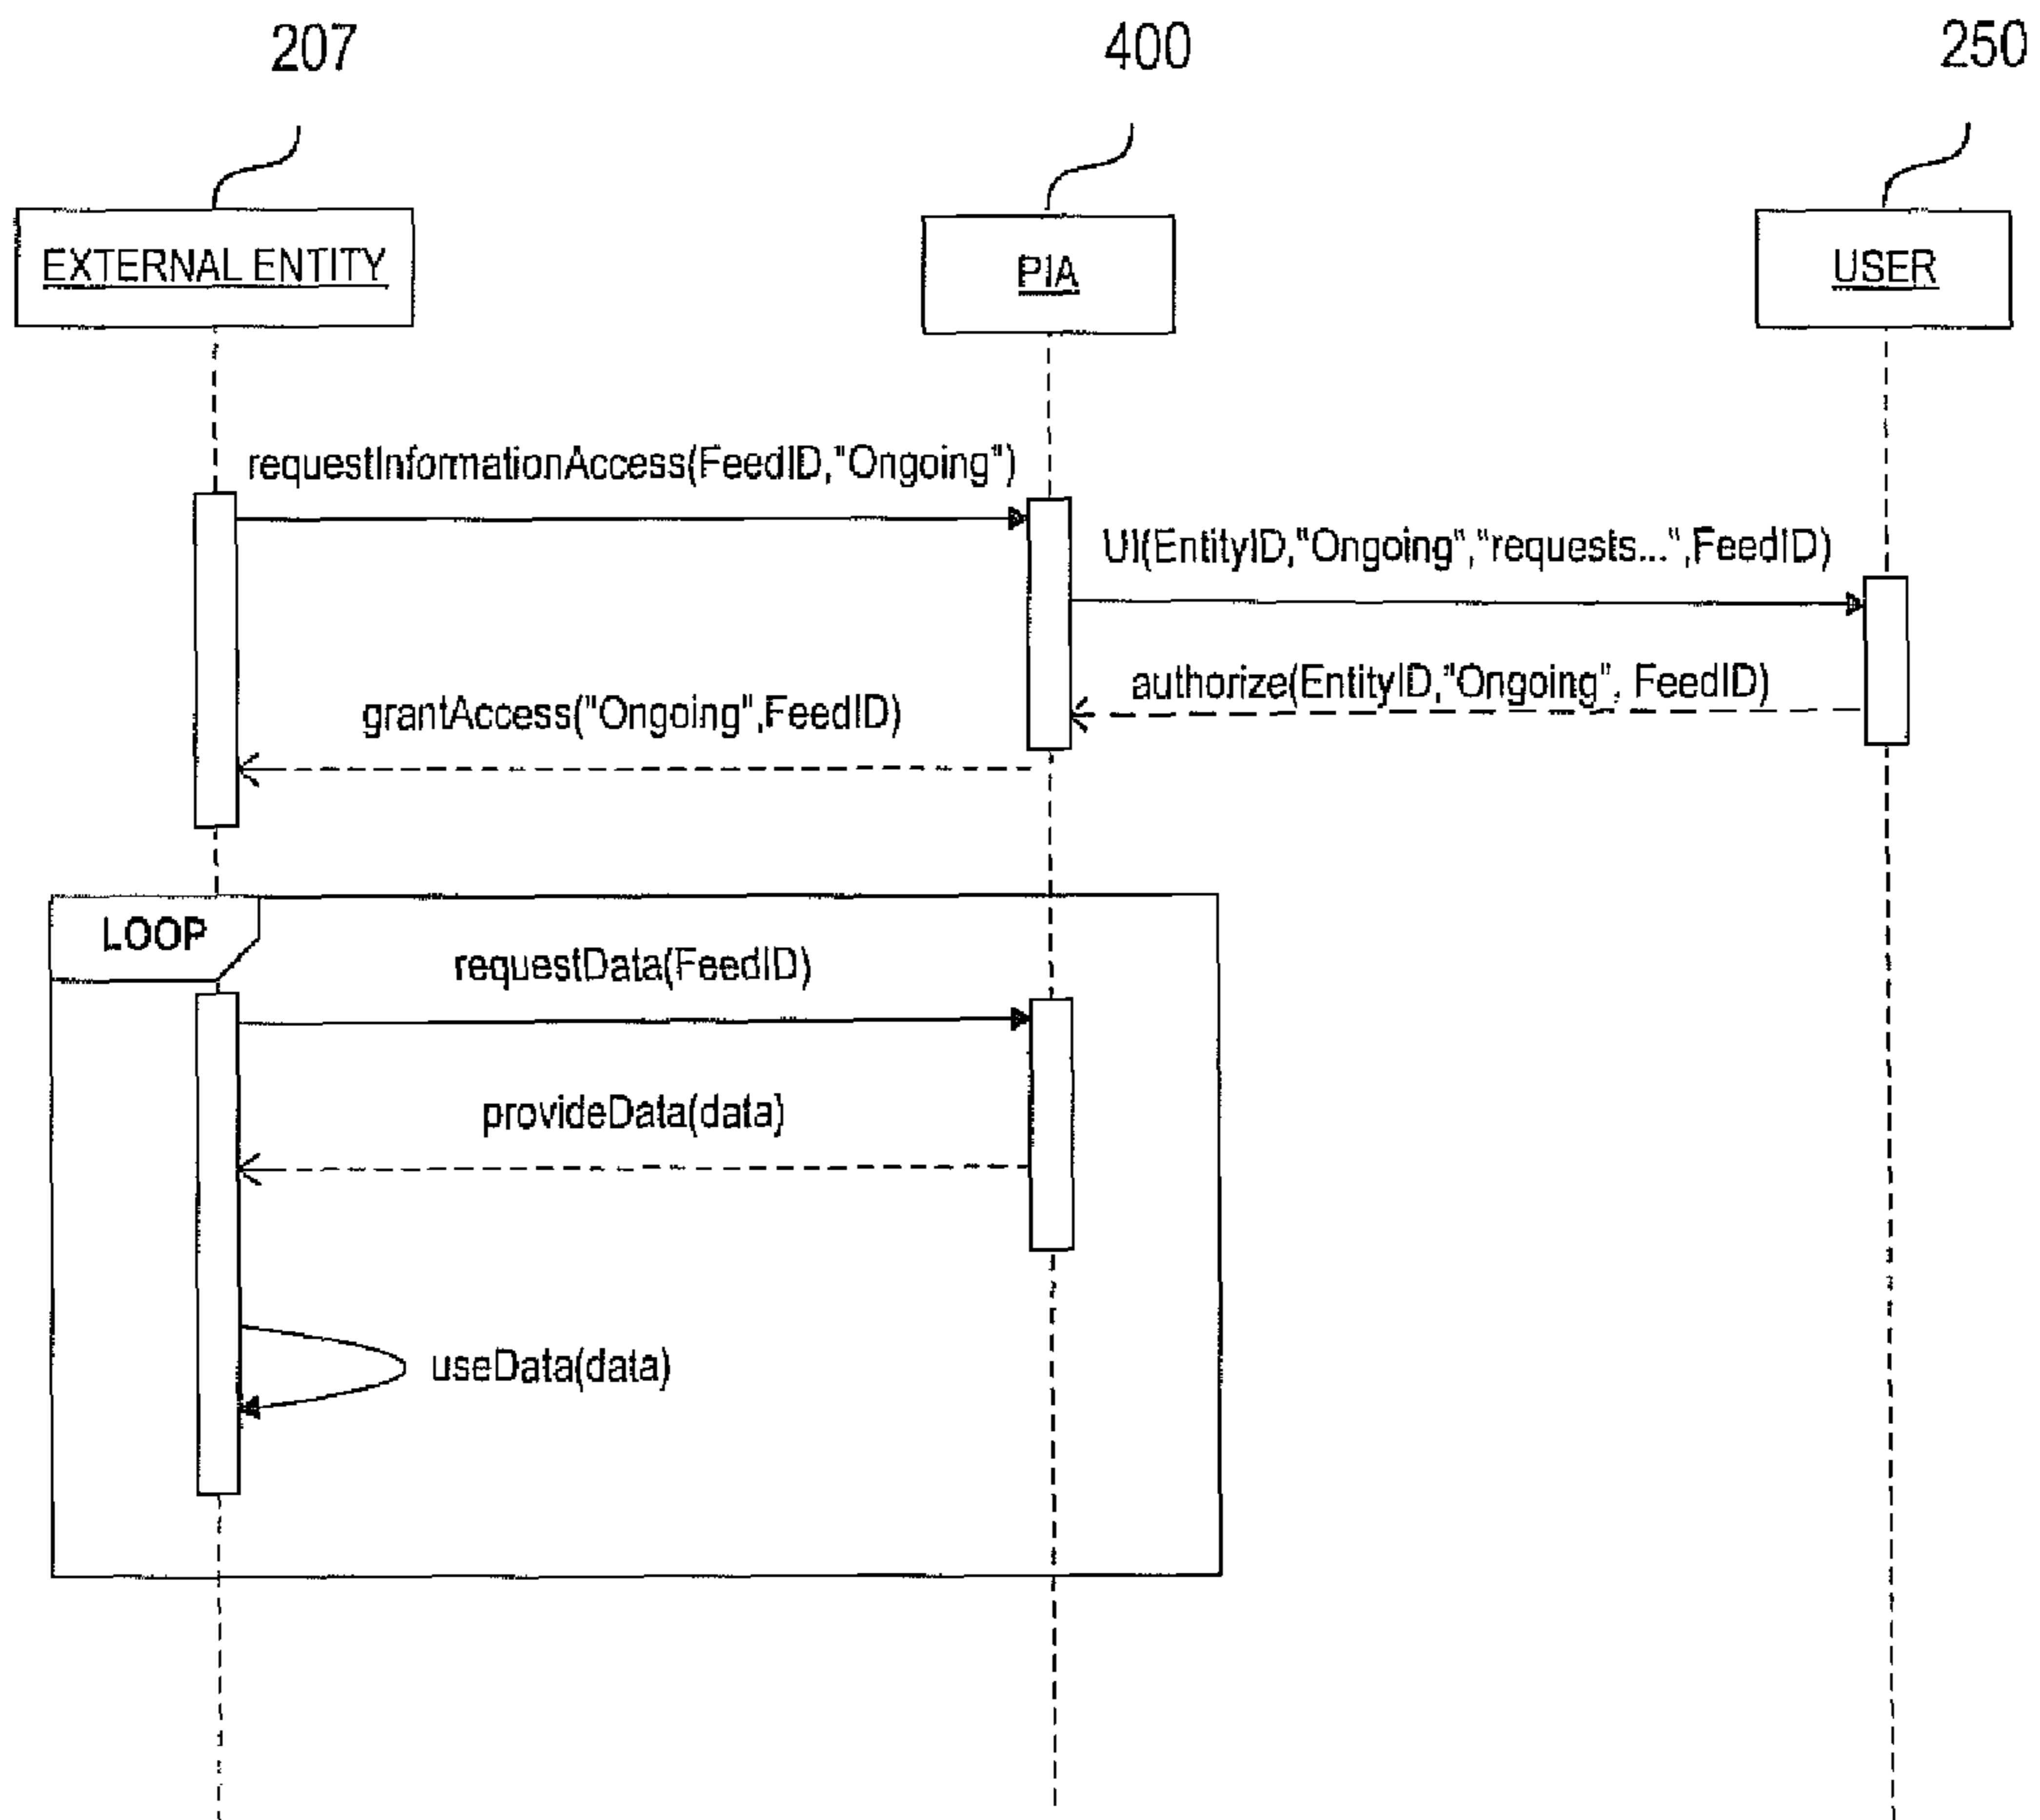 207
400
250
EXTERNAL ENTITY
PIA
USER
requestInformationAccess(FeedID,"Ongoing")
UI(EntityID,"Ongoing","requests...",FeedID)
authorize(EntityID,"Ongoing", FeedID)
grantAccess("Ongoing",FeedID)
LOOP
requestData(FeedID)
provideData(data)
useData(data)